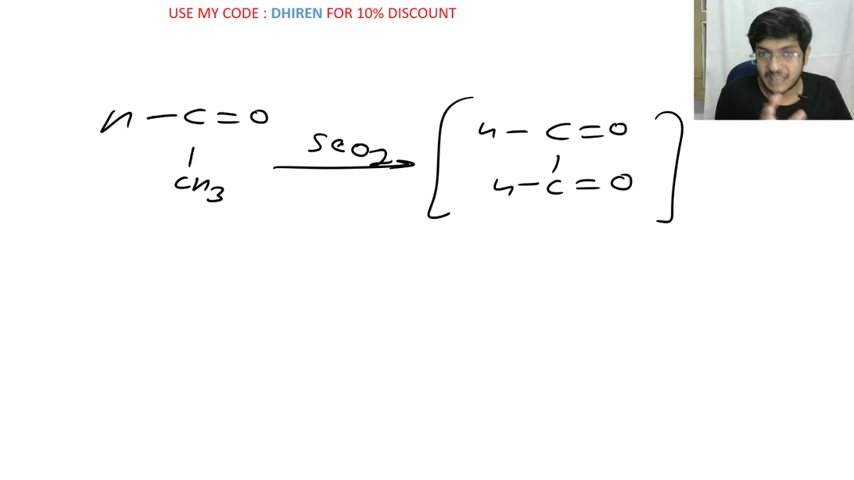 USE MY CODE : DHIREN FOR 10% DISCOUNT
H - C = O
CH3
SeO2
H - C = O
H - C = O